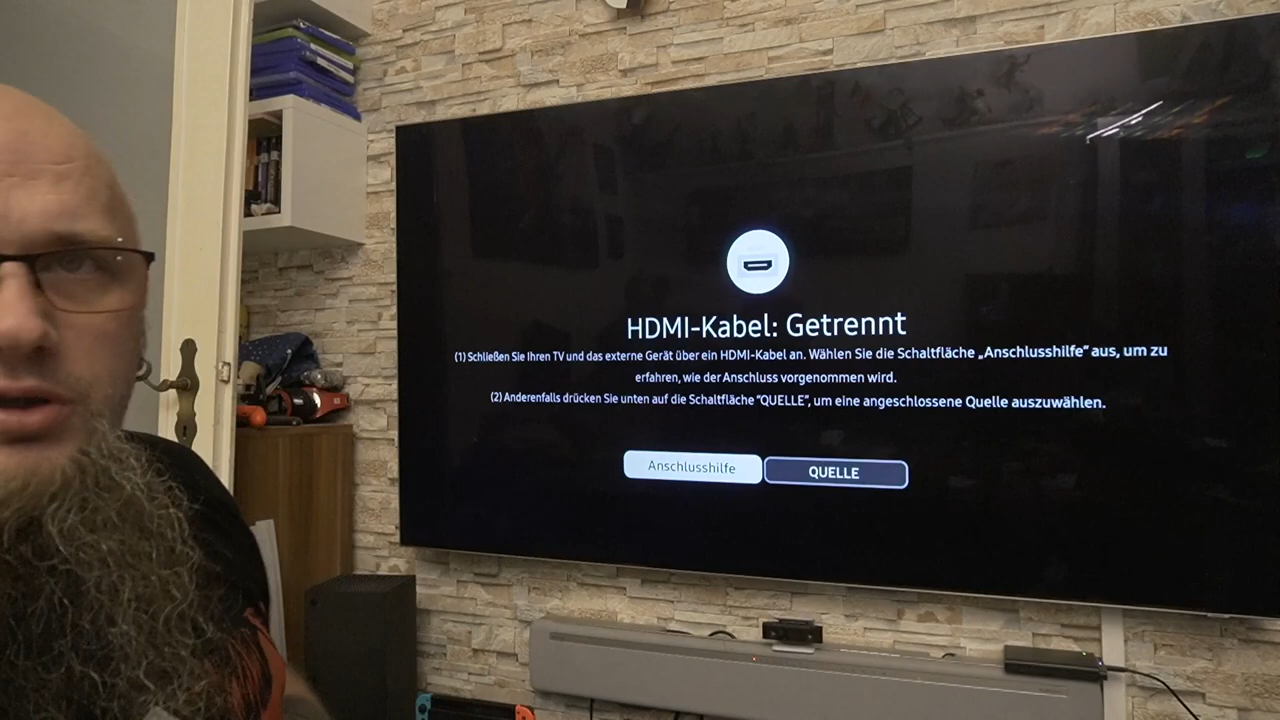 HDMI-Kabel: Getrennt
(1) Schließen Sie Ihren TV und das externe Gerät über ein HDMI-Kabel an. Wählen Sie die Schaltfläche „Anschlusshilfe“ aus, um zu
erfahren, wie der Anschluss vorgenommen wird.
(2) Anderenfalls drücken Sie unten auf die Schaltfläche "QUELLE", um eine angeschlossene Quelle auszuwählen.
Anschlusshilfe QUELLE